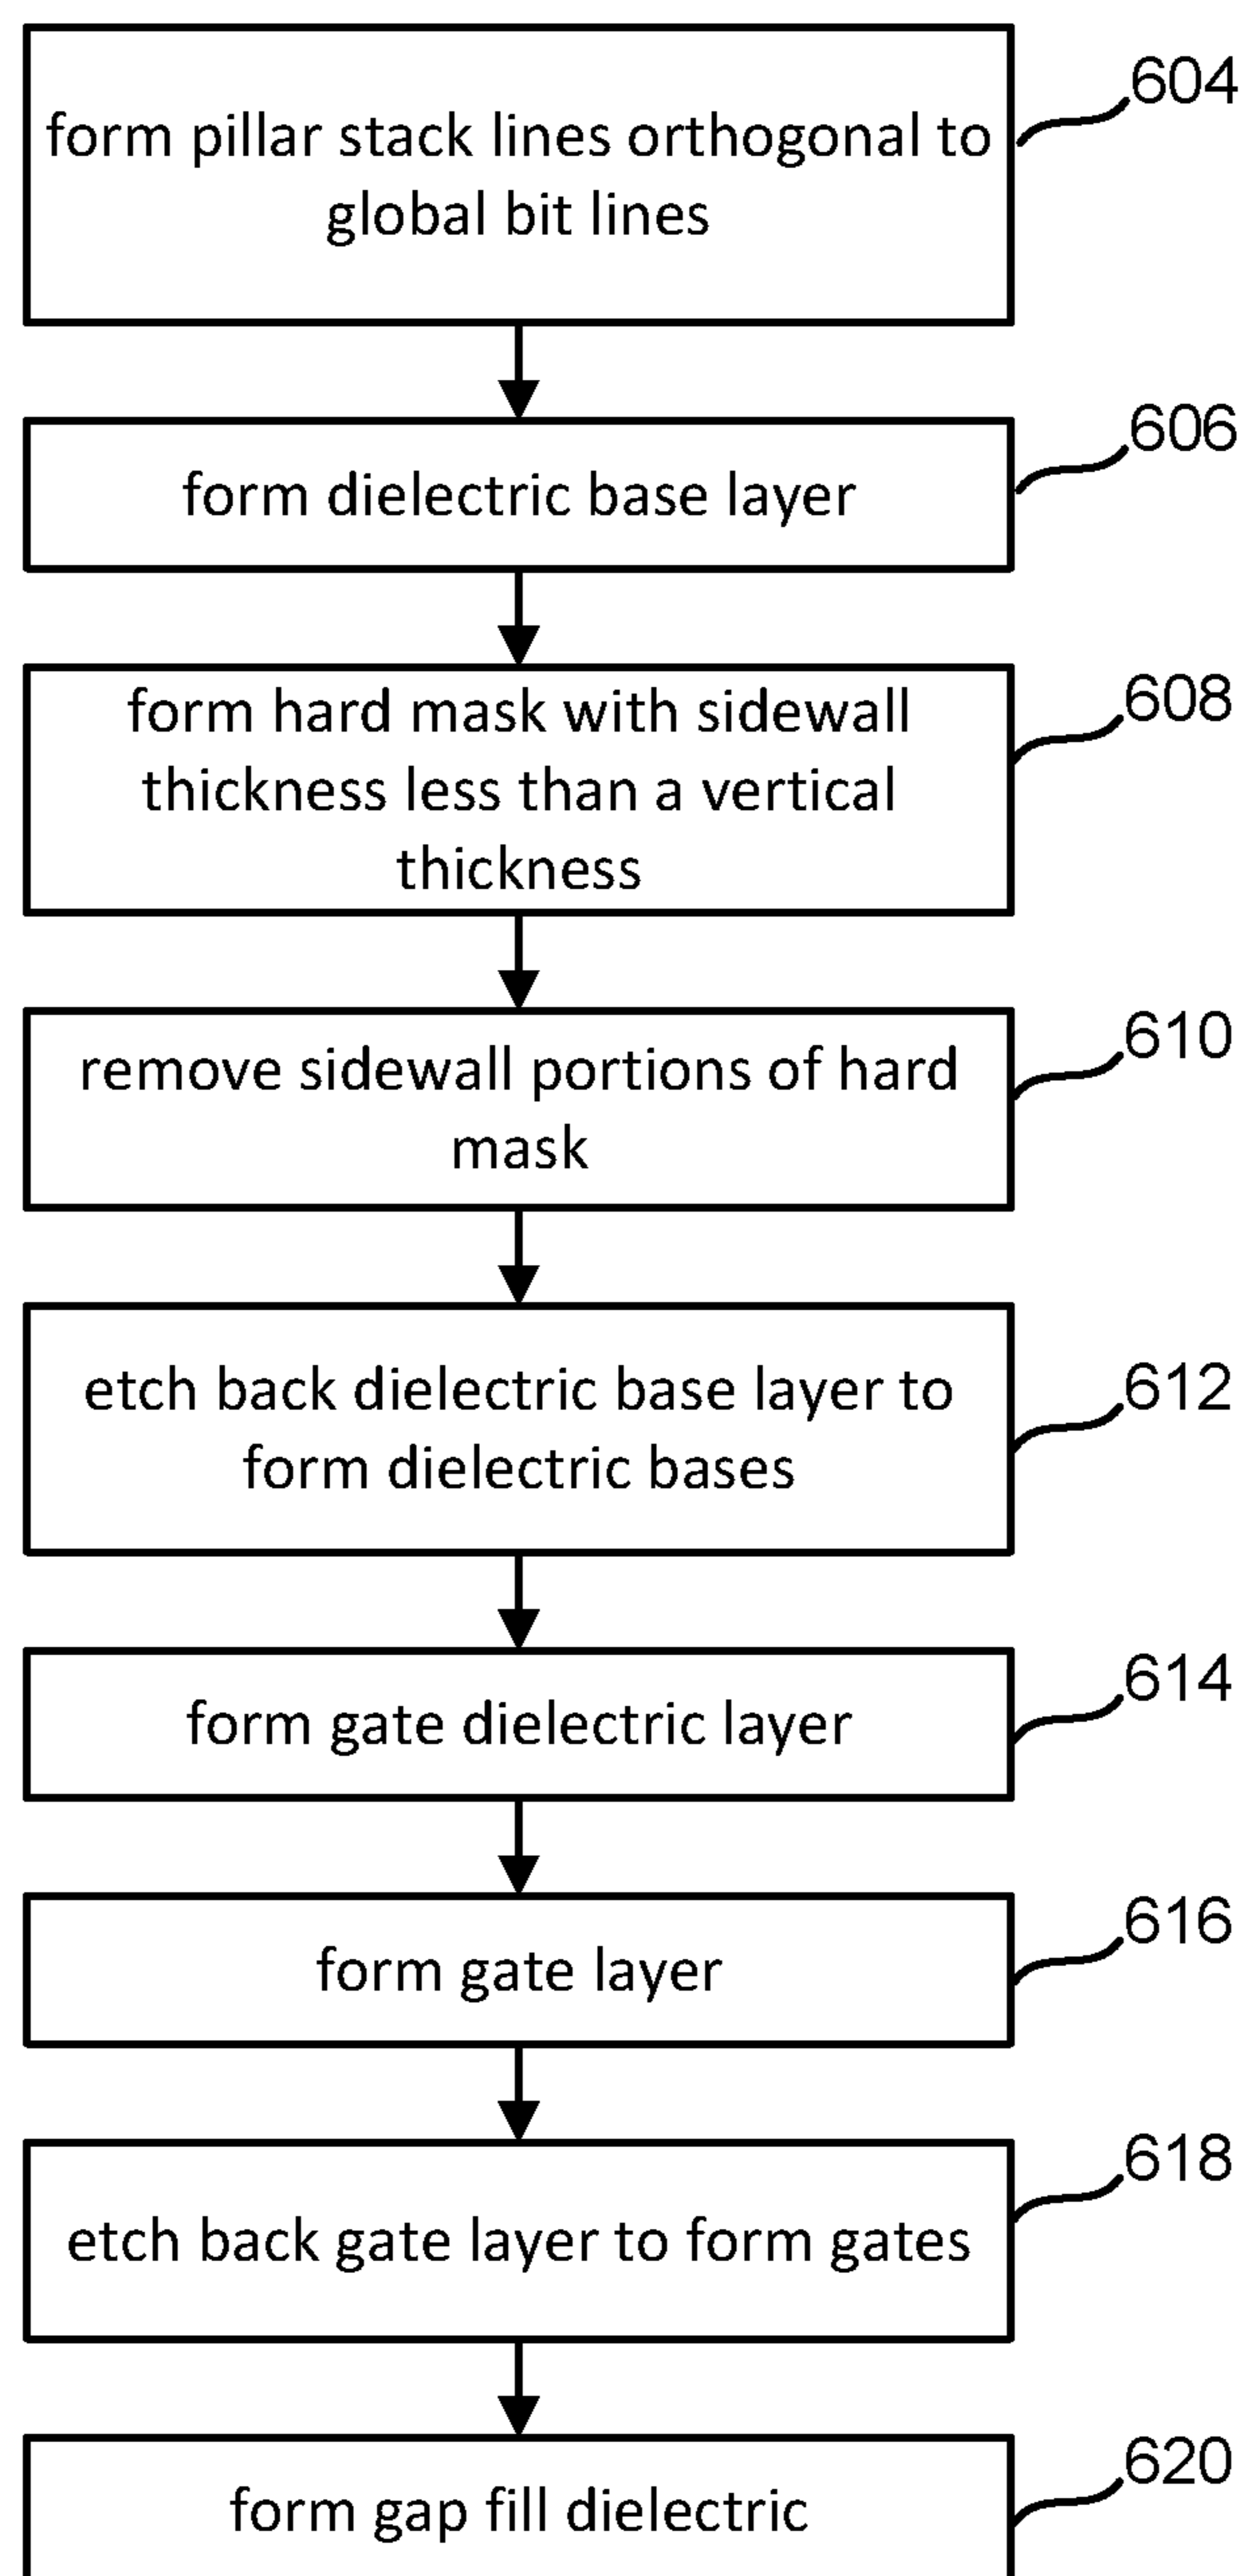 604
form pillar stack lines orthogonal to
global bit lines
606
form dielectric base layer
608
form hard mask with sidewall
thickness less than a vertical
thickness
610
remove sidewall portions of hard
mask
612
etch back dielectric base layer to
form dielectric bases
614
form gate dielectric layer
616
form gate layer
618
etch back gate layer to form gates
620
form gap fill dielectric